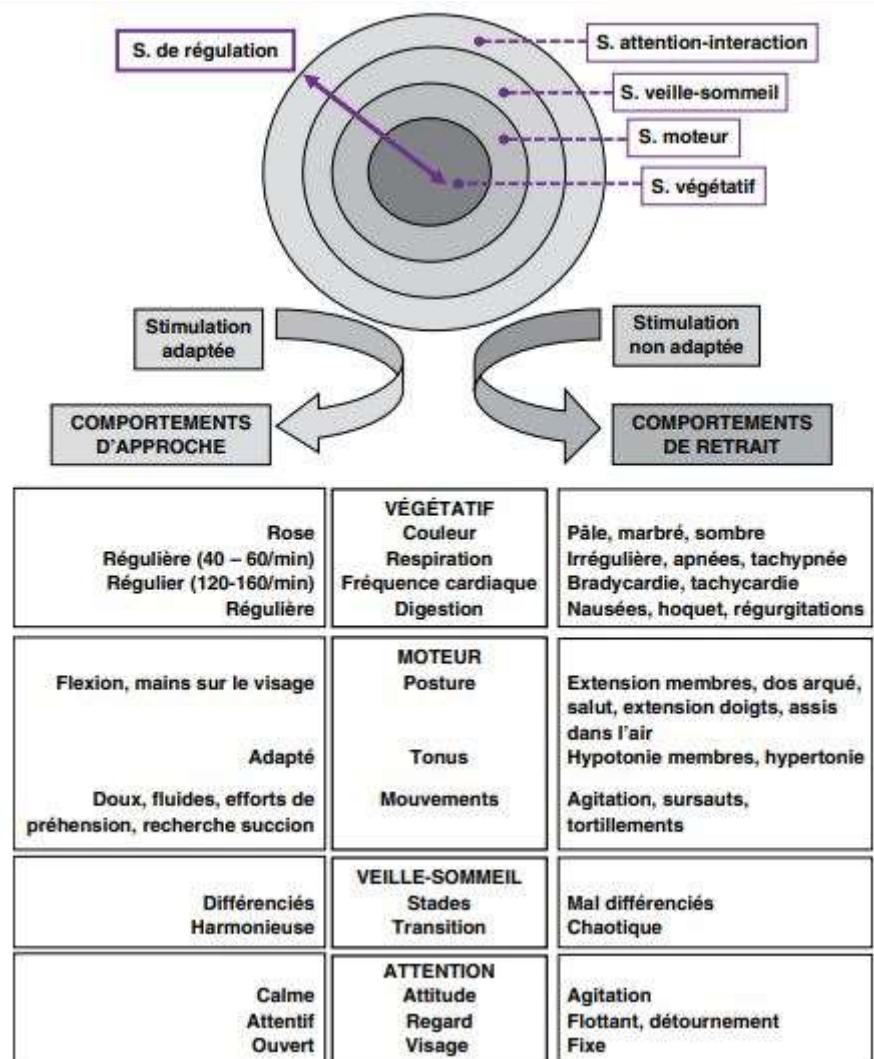 S. de régulation
S. attention-interaction
S. veille-sommeil
S. moteur
S. végétatif
Stimulation
adaptée
Stimulation
non adaptée
COMPORTEMENTS
D'APPROCHE
COMPORTEMENTS
DE RETRAIT
VÉGÉTATIF
Rose Couleur Pâle, marbré, sombre
Régulière (40 – 60/min) Respiration Irrégulière, apnées, tachypnée
Régulier (120-160/min) Fréquence cardiaque Bradycardie, tachycardie
Régulière Digestion Nausées, hoquet, régurgitations
MOTEUR
Flexion, mains sur le visage Posture Extension membres, dos arqué,
salut, extension doigts, assis
dans l'air
Adapté Tonus Hypotonie membres, hypertonie
Doux, fluides, efforts de Mouvements Agitation, sursauts,
préhension, recherche succion tortillements
VEILLE-SOMMEIL
Différenciés Stades Mal différenciés
Harmonieuse Transition Chaotique
ATTENTION
Calme Attitude Agitation
Attentif Regard Flottant, détournement
Ouvert Visage Fixe